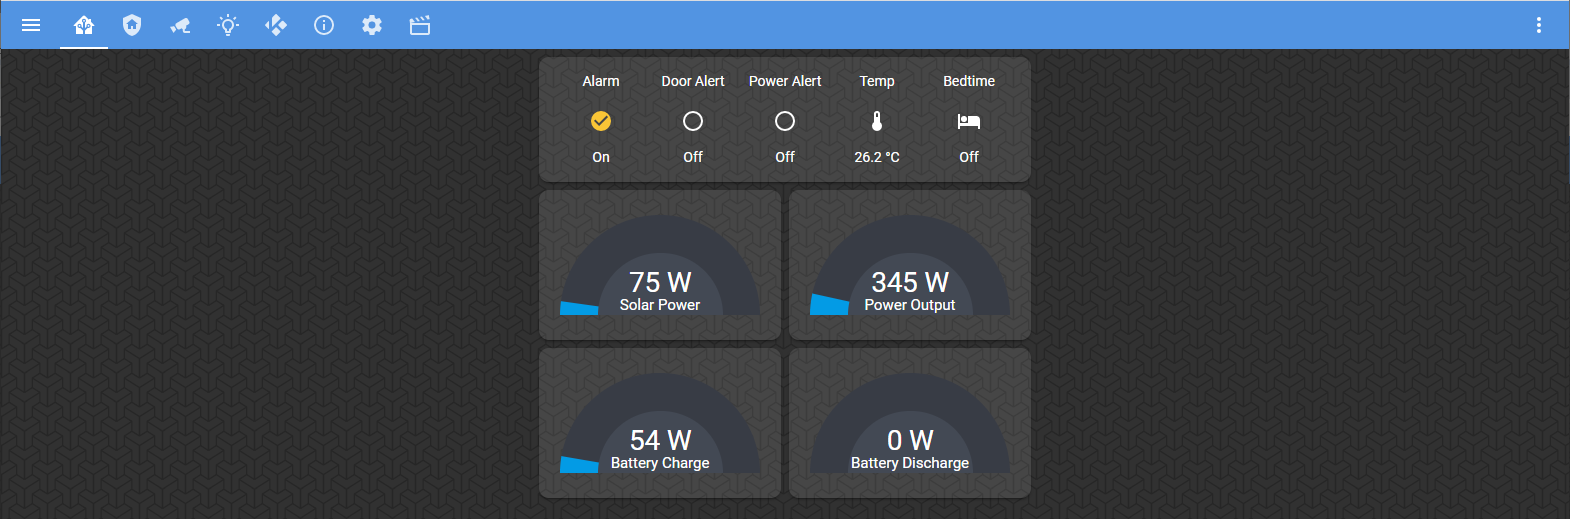 Alarm Door Alert Power Alert Temp Bedtime
On Off Off 26.2 °C Off
75 W
Solar Power
345 W
Power Output
54 W
Battery Charge
0 W
Battery Discharge